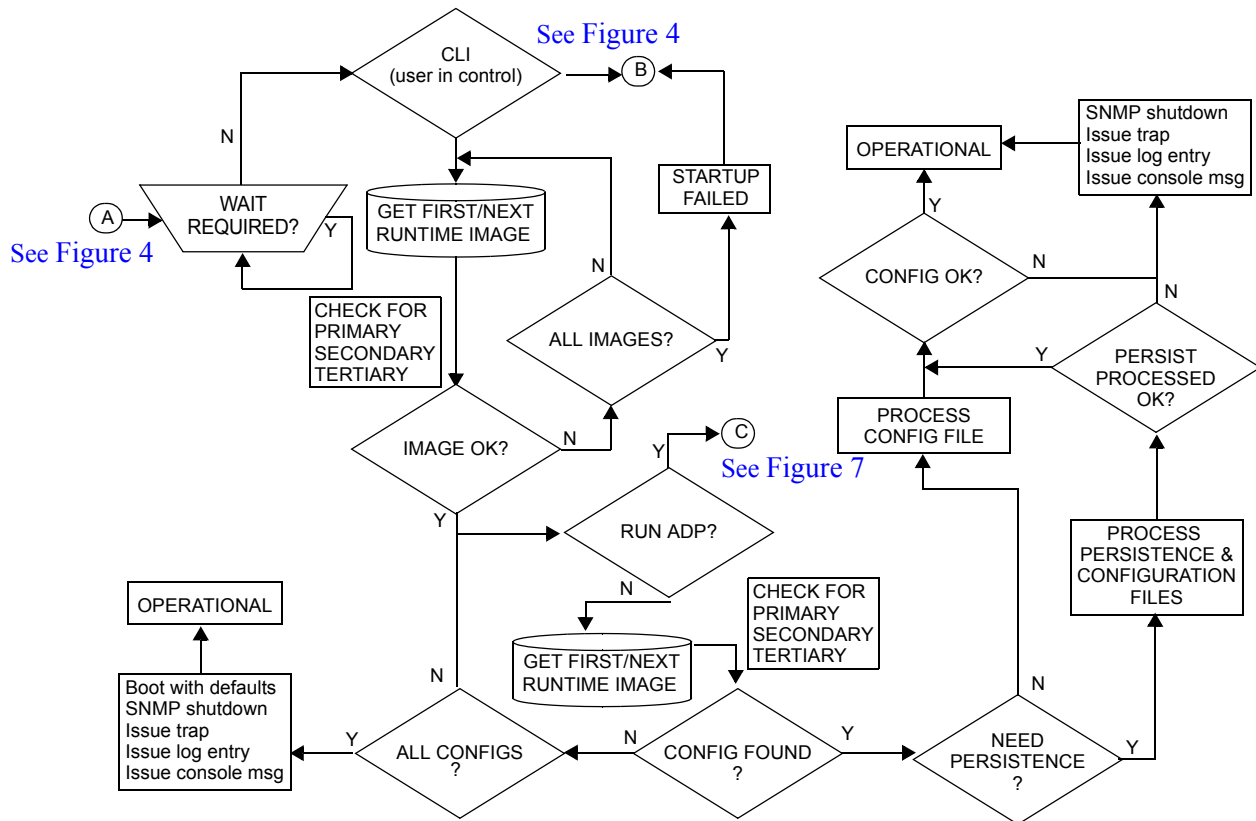 See Figure 4
CLI
(user in control)
B
N
SNMP shutdown
Issue trap
Issue log entry
Issue console msg
OPERATIONAL
STARTUP
FAILED
WAIT
REQUIRED?
Y
A
See Figure 4
GET FIRST/NEXT
RUNTIME IMAGE
Y
N
CONFIG OK?
N
N
CHECK FOR
PRIMARY
SECONDARY
TERTIARY
ALL IMAGES?
Y
Y
PERSIST
PROCESSED
OK?
PROCESS
CONFIG FILE
IMAGE OK?
N
C
Y
See Figure 7
Y
RUN ADP?
PROCESS
PERSISTENCE &
CONFIGURATION
FILES
N
CHECK FOR
PRIMARY
SECONDARY
TERTIARY
OPERATIONAL
GET FIRST/NEXT
RUNTIME IMAGE
N
N
Boot with defaults
SNMP shutdown
Issue trap
Issue log entry
Issue console msg
Y
ALL CONFIGS
?
N
CONFIG FOUND
?
Y
NEED
PERSISTENCE
?
Y